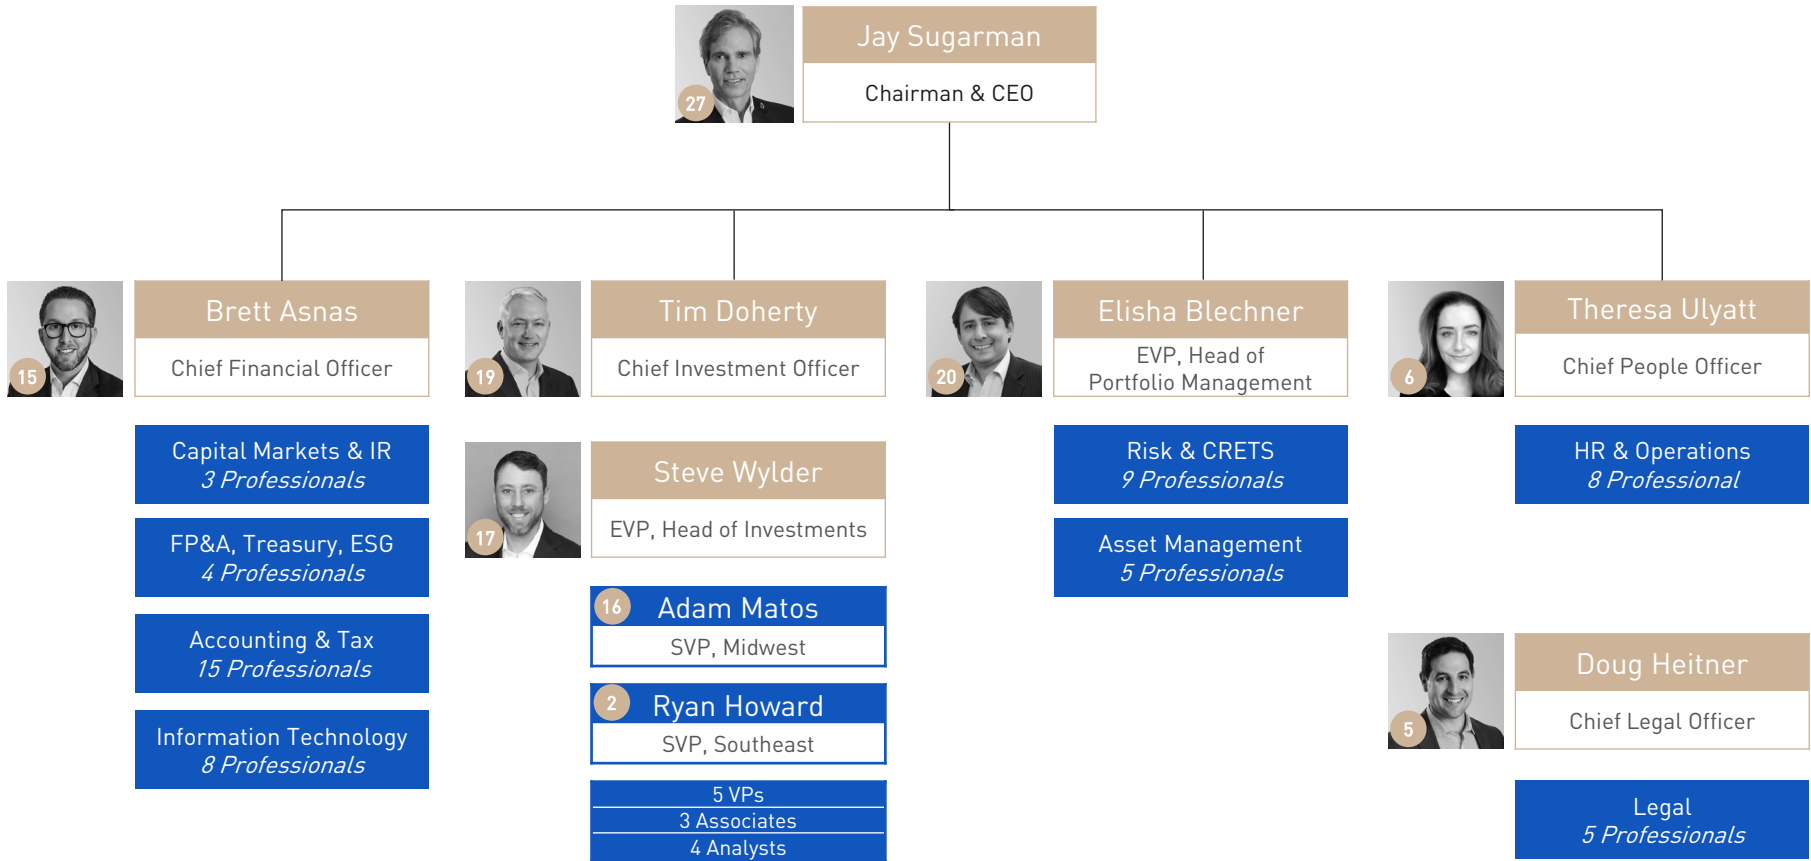 Jay Sugarman
Chairman & CEO
27
Brett Asnas
Chief Financial Officer
15
Capital Markets & IR
3 Professionals
FP&A, Treasury, ESG
4 Professionals
Accounting & Tax
15 Professionals
Information Technology
8 Professionals
Tim Doherty
Chief Investment Officer
19
Steve Wylder
EVP, Head of Investments
17
16
Adam Matos
SVP, Midwest
2
Ryan Howard
SVP, Southeast
5 VPs
3 Associates
4 Analysts
Elisha Blechner
EVP, Head of
Portfolio Management
20
Risk & CRETS
9 Professionals
Asset Management
5 Professionals
Theresa Ulyatt
Chief People Officer
6
HR & Operations
8 Professional
Doug Heitner
Chief Legal Officer
5
Legal
5 Professionals